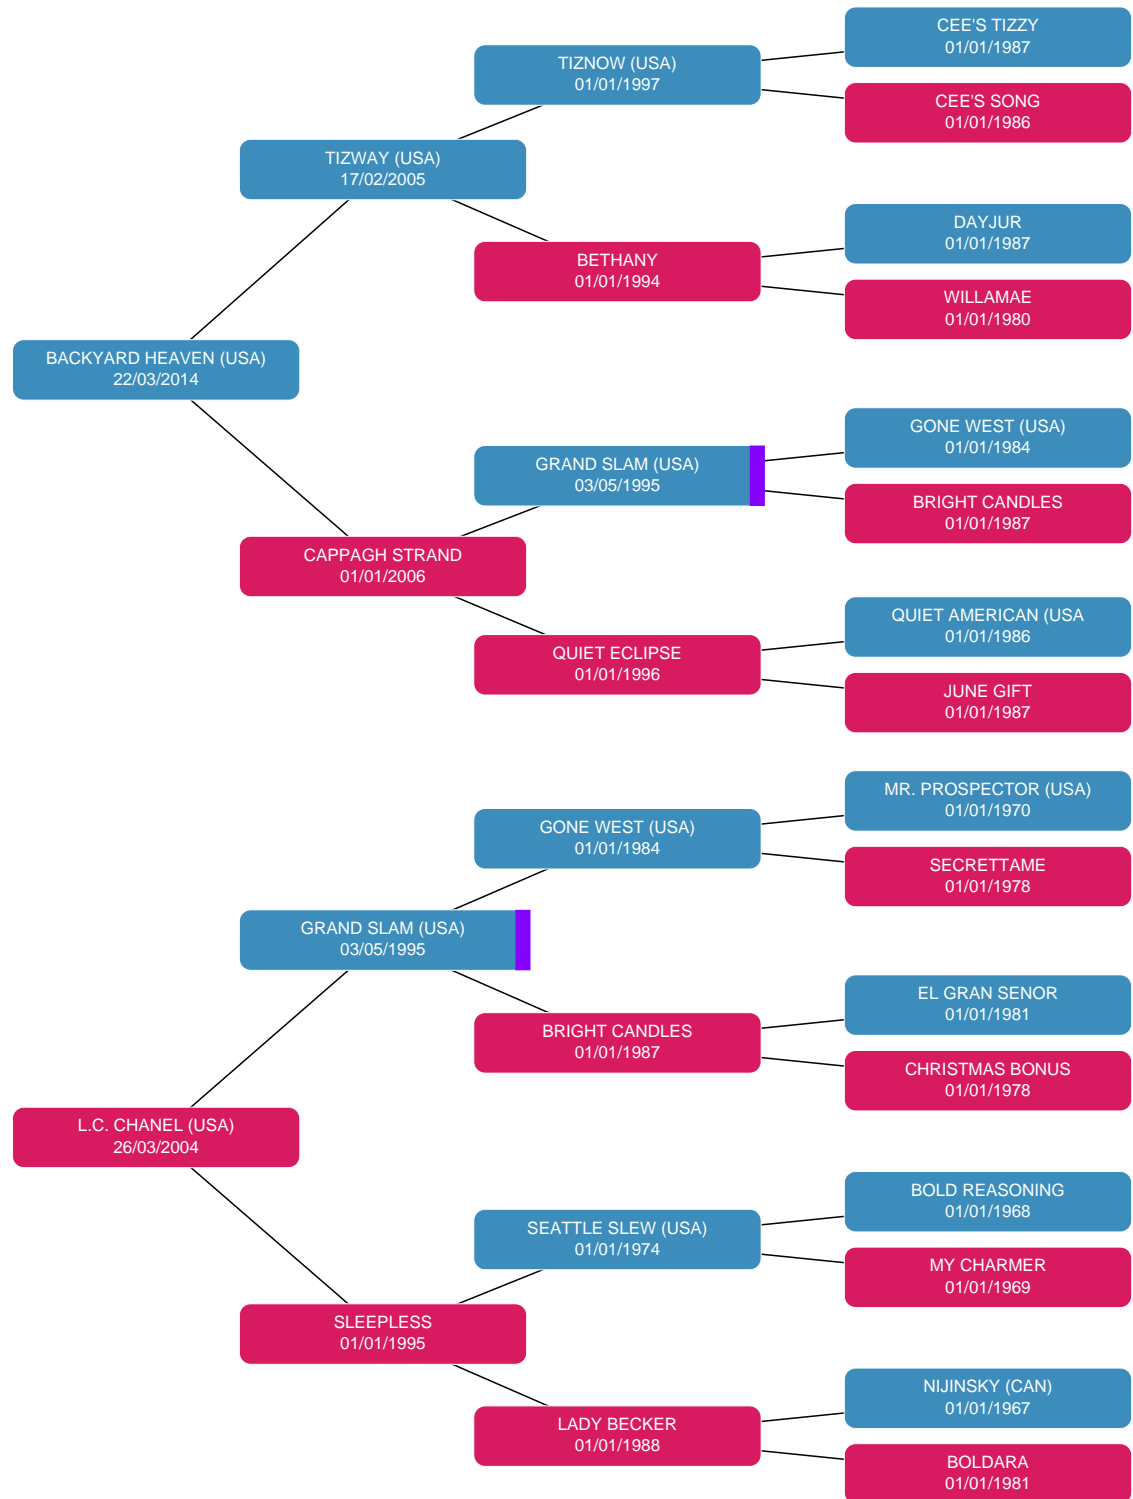 CEE'S TIZZY
01/01/1987
TIZNOW (USA)
01/01/1997
CEE'S SONG
01/01/1986
TIZWAY (USA)
17/02/2005
DAYJUR
01/01/1987
BETHANY
01/01/1994
WILLAMAE
01/01/1980
BACKYARD HEAVEN (USA)
22/03/2014
GONE WEST (USA)
01/01/1984
GRAND SLAM (USA)
03/05/1995
BRIGHT CANDLES
01/01/1987
CAPPAGH STRAND
01/01/2006
QUIET AMERICAN (USA
01/01/1986
QUIET ECLIPSE
01/01/1996
JUNE GIFT
01/01/1987
MR. PROSPECTOR (USA)
01/01/1970
GONE WEST (USA)
01/01/1984
SECRETTAME
01/01/1978
GRAND SLAM (USA)
03/05/1995
EL GRAN SENOR
01/01/1981
BRIGHT CANDLES
01/01/1987
CHRISTMAS BONUS
01/01/1978
L.C. CHANEL (USA)
26/03/2004
BOLD REASONING
01/01/1968
SEATTLE SLEW (USA)
01/01/1974
MY CHARMER
01/01/1969
SLEEPLESS
01/01/1995
NIJINSKY (CAN)
01/01/1967
LADY BECKER
01/01/1988
BOLDARA
01/01/1981